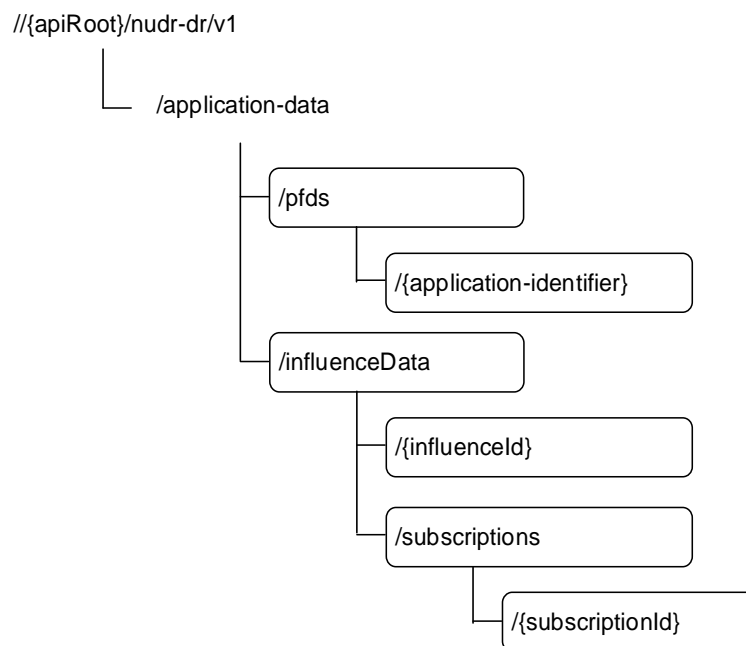 //{apiRoot}/nudr-dr/v1
/application-data
/pfds
/{application-identifier}
/influenceData
/{influenceId}
/subscriptions
/{subscriptionId}